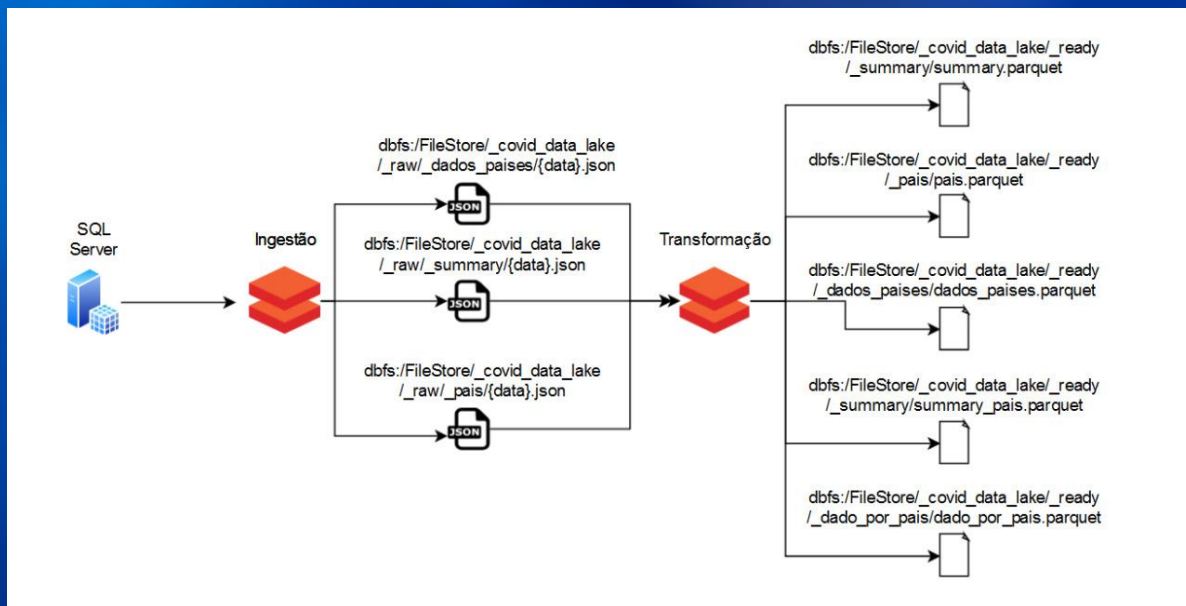 SQL
Server
Ingestão
dbfs:/FileStore/_covid_data_lake
/_raw/_dados_paises/{data}.json
JSON
dbfs:/FileStore/_covid_data_lake
/_raw/_summary/{data}.json
JSON
dbfs:/FileStore/_covid_data_lake
/_raw/_pais/{data}.json
JSON
Transformação
dbfs:/FileStore/_covid_data_lake/_ready
/_summary/summary.parquet
dbfs:/FileStore/_covid_data_lake/_ready
/_pais/pais.parquet
dbfs:/FileStore/_covid_data_lake/_ready
/_dados_paises/dados_paises.parquet
dbfs:/FileStore/_covid_data_lake/_ready
/_summary/summary_pais.parquet
dbfs:/FileStore/_covid_data_lake/_ready
/_dado_por_pais/dado_por_pais.parquet